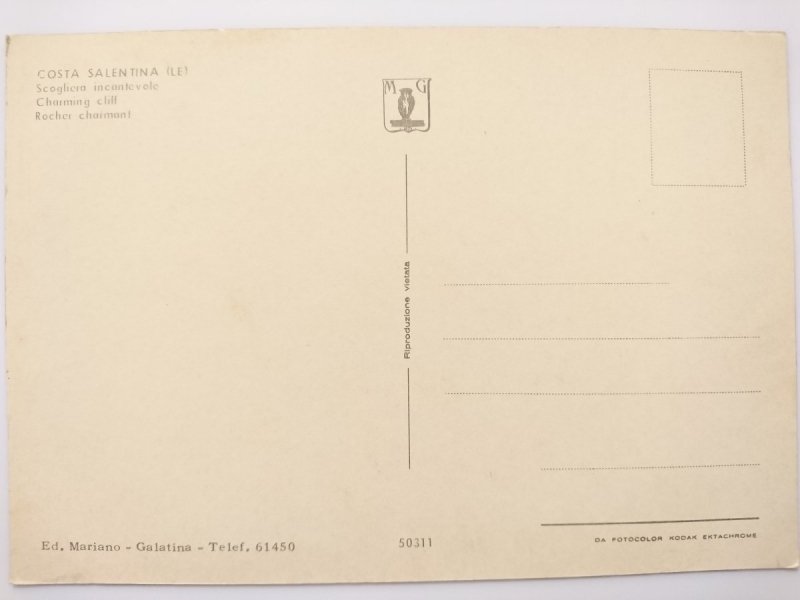 COSTA SALENTINA (LE)
Scogliera incantevole
Charming cliff
Rocher charmant
M G
Riproduzione vietata
Ed. Mariano - Galatina - Telef. 61450
50311
DA FOTOCOLOR KODAK EKTACHROME